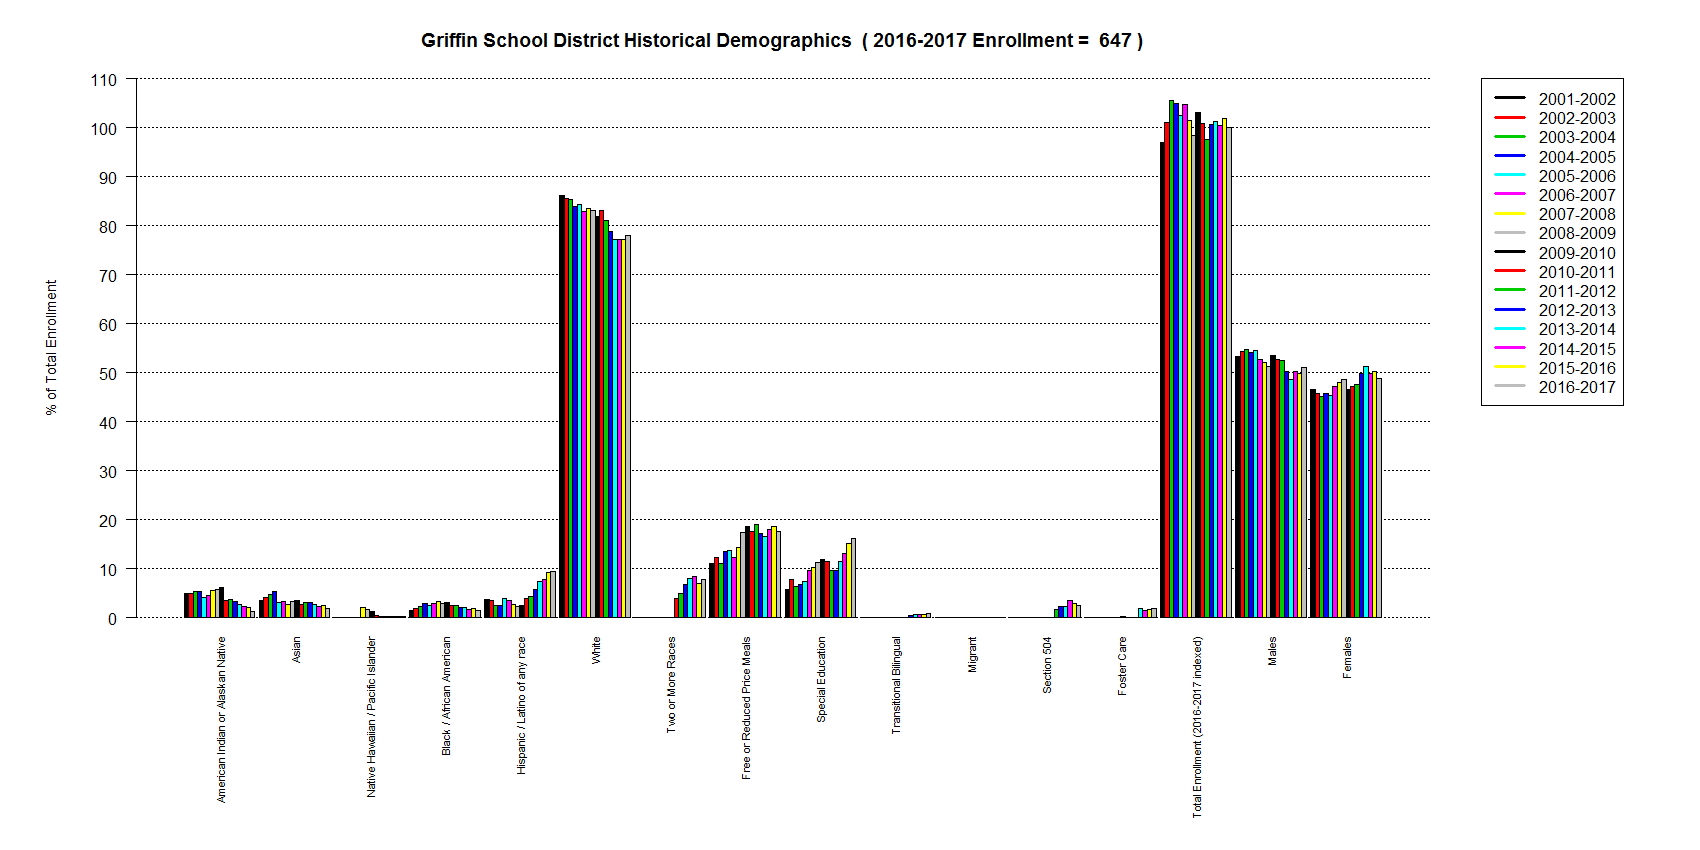 Griffin School District Historical Demographics ( 2016-2017 Enrollment = 647 )
% of Total Enrollment
110
100
90
80
70
60
50
40
30
20
10
0
American Indian or Alaskan Native
Asian
Native Hawaiian / Pacific Islander
Black / African American
Hispanic / Latino of any race
White
Two or More Races
Free or Reduced Price Meals
Special Education
Transitional Bilingual
Migrant
Section 504
Foster Care
Total Enrollment (2016-2017 indexed)
Males
Females
2001-2002
2002-2003
2003-2004
2004-2005
2005-2006
2006-2007
2007-2008
2008-2009
2009-2010
2010-2011
2011-2012
2012-2013
2013-2014
2014-2015
2015-2016
2016-2017